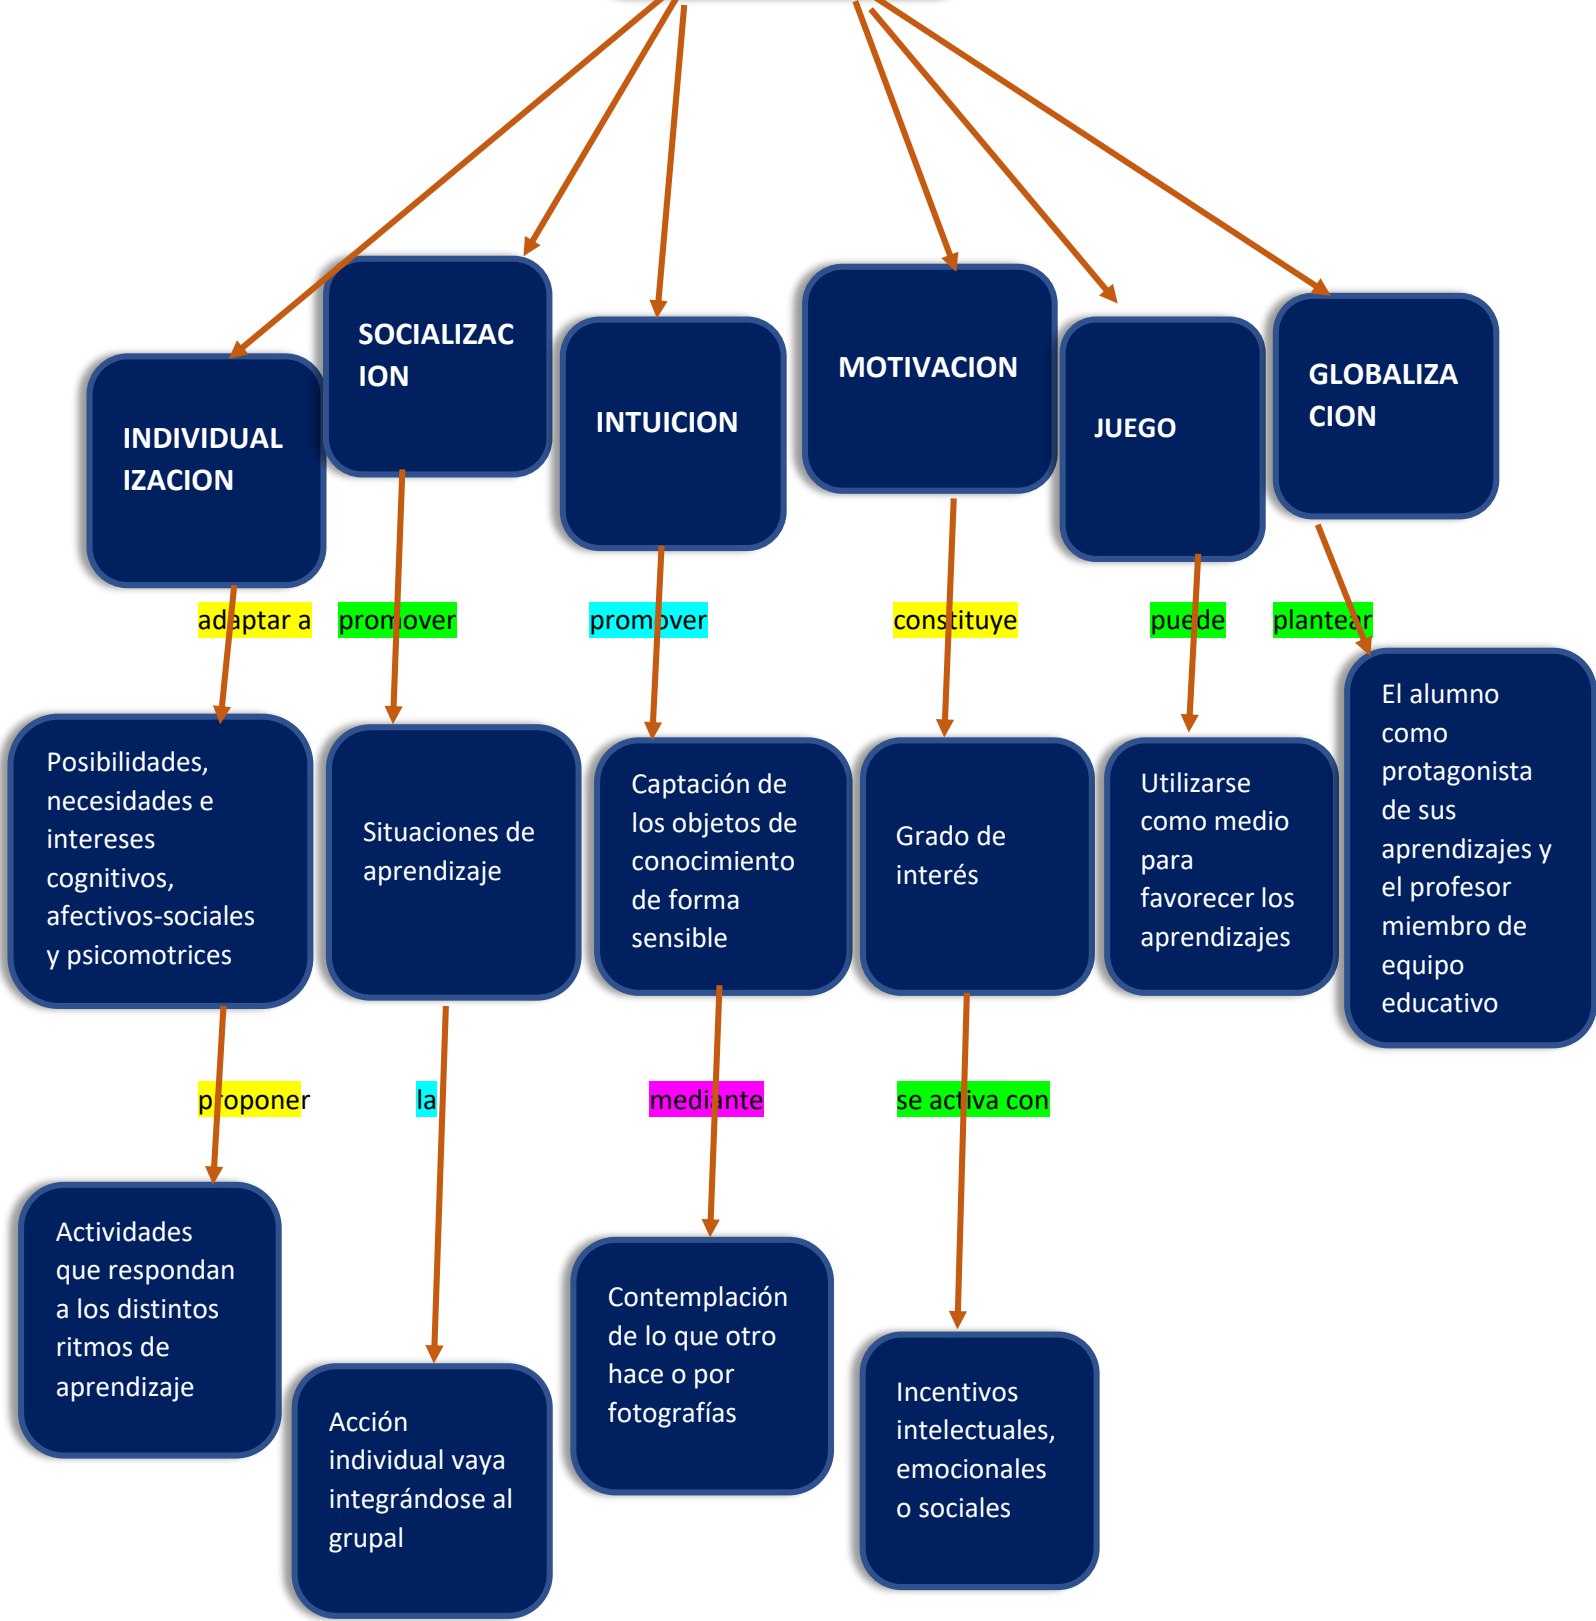 SOCIALIZAC
ION
MOTIVACION
GLOBALIZA
CION
INTUICION
JUEGO
INDIVIDUAL
IZACION
adaptar a
promover
promover
constituye
puede
plantear
Posibilidades,
necesidades e
intereses
cognitivos,
afectivos-sociales
y psicomotrices
Situaciones de
aprendizaje
Captación de
los objetos de
conocimiento
de forma
sensible
Grado de
interés
Utilizarse
como medio
para
favorecer los
aprendizajes
El alumno
como
protagonista
de sus
aprendizajes y
el profesor
miembro de
equipo
educativo
proponer
la
mediante
se activa con
Actividades
que respondan
a los distintos
ritmos de
aprendizaje
Acción
individual vaya
integrándose al
grupal
Contemplación
de lo que otro
hace o por
fotografías
Incentivos
intelectuales,
emocionales
o sociales